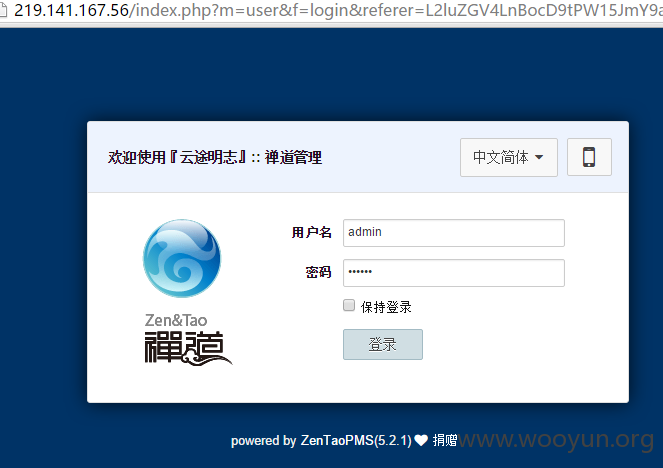 219.141.167.56/index.php?m=user&f=login&referer=L2luZGV4LnBocD9tPW15JmY9a
欢迎使用『云途明志』:: 禅道管理
中文简体
用户名 admin
密码 ••••••
保持登录
Zen&Tao
禪道
登录
powered by ZenTaoPMS(5.2.1) 捐赠
www.wooyun.org